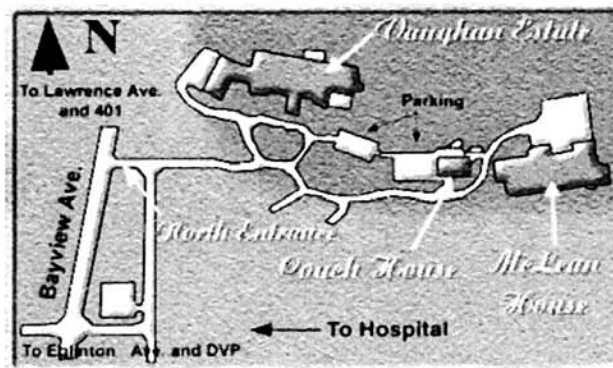 N
Vaughan Estate
To Lawrence Ave.
and 401
Parking
Bayview Ave.
North Entrance
Coach House
McLean
House
To Hospital
To Eglinton Ave. and DVP